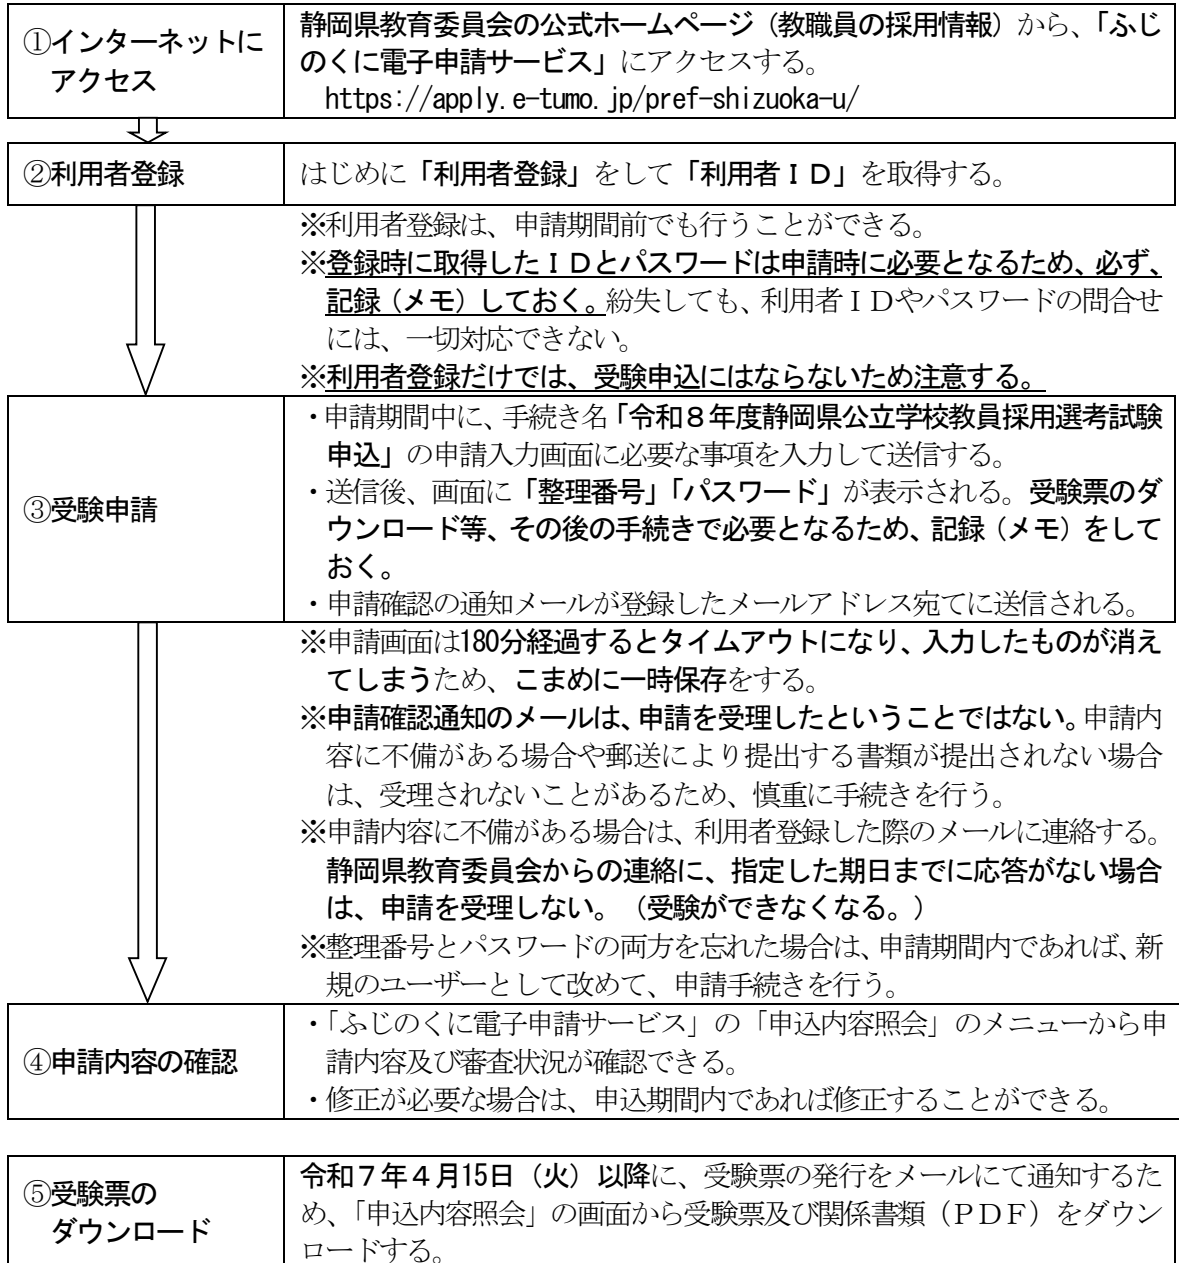 ①インターネットに
アクセス
静岡県教育委員会の公式ホームページ（教職員の採用情報）から、「ふじ
のくに電子申請サービス」にアクセスする。
https://apply.e-tumo.jp/pref-shizuoka-u/
②利用者登録
はじめに「利用者登録」をして「利用者ＩＤ」を取得する。
※利用者登録は、申請期間前でも行うことができる。
※登録時に取得したＩＤとパスワードは申請時に必要となるため、必ず、
記録（メモ）しておく。紛失しても、利用者ＩＤやパスワードの問合せ
には、一切対応できない。
※利用者登録だけでは、受験申込にはならないため注意する。
③受験申請
・申請期間中に、手続き名「令和８年度静岡県公立学校教員採用選考試験
申込」の申請入力画面に必要な事項を入力して送信する。
・送信後、画面に「整理番号」「パスワード」が表示される。受験票のダ
ウンロード等、その後の手続きで必要となるため、記録（メモ）をして
おく。
・申請確認の通知メールが登録したメールアドレス宛てに送信される。
※申請画面は180分経過するとタイムアウトになり、入力したものが消え
てしまうため、こまめに一時保存をする。
※申請確認通知のメールは、申請を受理したということではない。申請内
容に不備がある場合や郵送により提出する書類が提出されない場合
は、受理されないことがあるため、慎重に手続きを行う。
※申請内容に不備がある場合は、利用者登録した際のメールに連絡する。
静岡県教育委員会からの連絡に、指定した期日までに応答がない場合
は、申請を受理しない。（受験ができなくなる。）
※整理番号とパスワードの両方を忘れた場合は、申請期間内であれば、新
規のユーザーとして改めて、申請手続きを行う。
④申請内容の確認
・「ふじのくに電子申請サービス」の「申込内容照会」のメニューから申
請内容及び審査状況が確認できる。
・修正が必要な場合は、申込期間内であれば修正することができる。
⑤受験票の
ダウンロード
令和７年４月15日（火）以降に、受験票の発行をメールにて通知するた
め、「申込内容照会」の画面から受験票及び関係書類（ＰＤＦ）をダウン
ロードする。